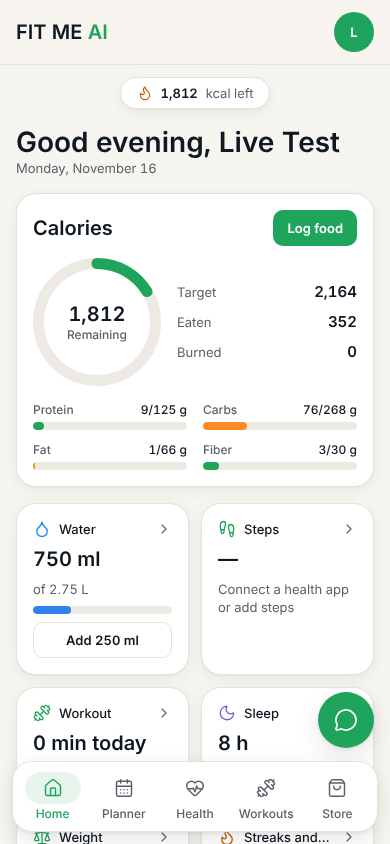 FIT ME AI
L
1,812 kcal left
Good evening, Live Test
Monday, November 16
Calories
Log food
1,812
Remaining
Target 2,164
Eaten 352
Burned 0
Protein 9/125 g
Carbs 76/268 g
Fat 1/66 g
Fiber 3/30 g
Water
750 ml
of 2.75 L
Add 250 ml
Steps
—
Connect a health app
or add steps
Workout
0 min today
Sleep
8 h
Weight
Streaks and...
Home
Planner
Health
Workouts
Store